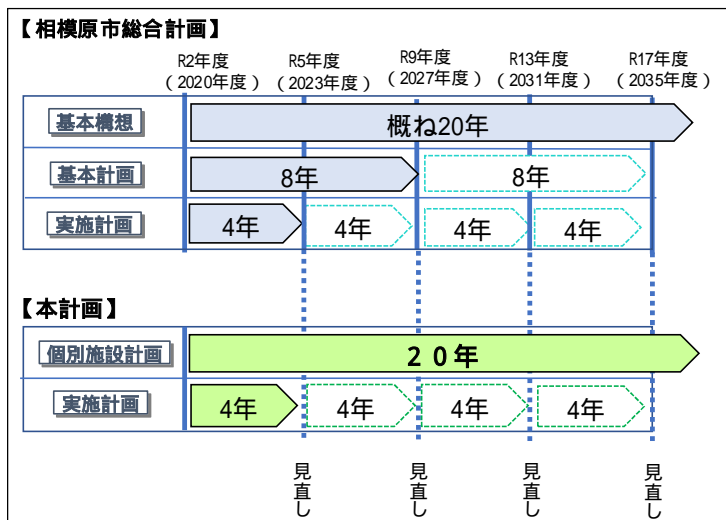 【相模原市総合計画】
R2年度 R5年度 R9年度 R13年度 R17年度
（2020年度） （2023年度） （2027年度） （2031年度） （2035年度）
基本構想 概ね20年
基本計画 8年 8年
実施計画 4年 4年 4年 4年
【本計画】
個別施設計画 ２０年
実施計画 4年 4年 4年 4年
見直し 見直し 見直し 見直し